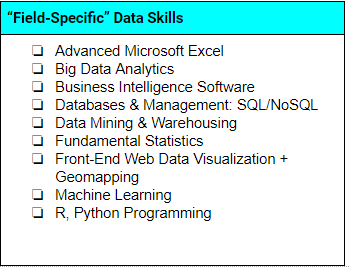 “Field-Specific” Data Skills
❏ Advanced Microsoft Excel
❏ Big Data Analytics
❏ Business Intelligence Software
❏ Databases & Management: SQL/NoSQL
❏ Data Mining & Warehousing
❏ Fundamental Statistics
❏ Front-End Web Data Visualization +
Geomapping
❏ Machine Learning
❏ R, Python Programming